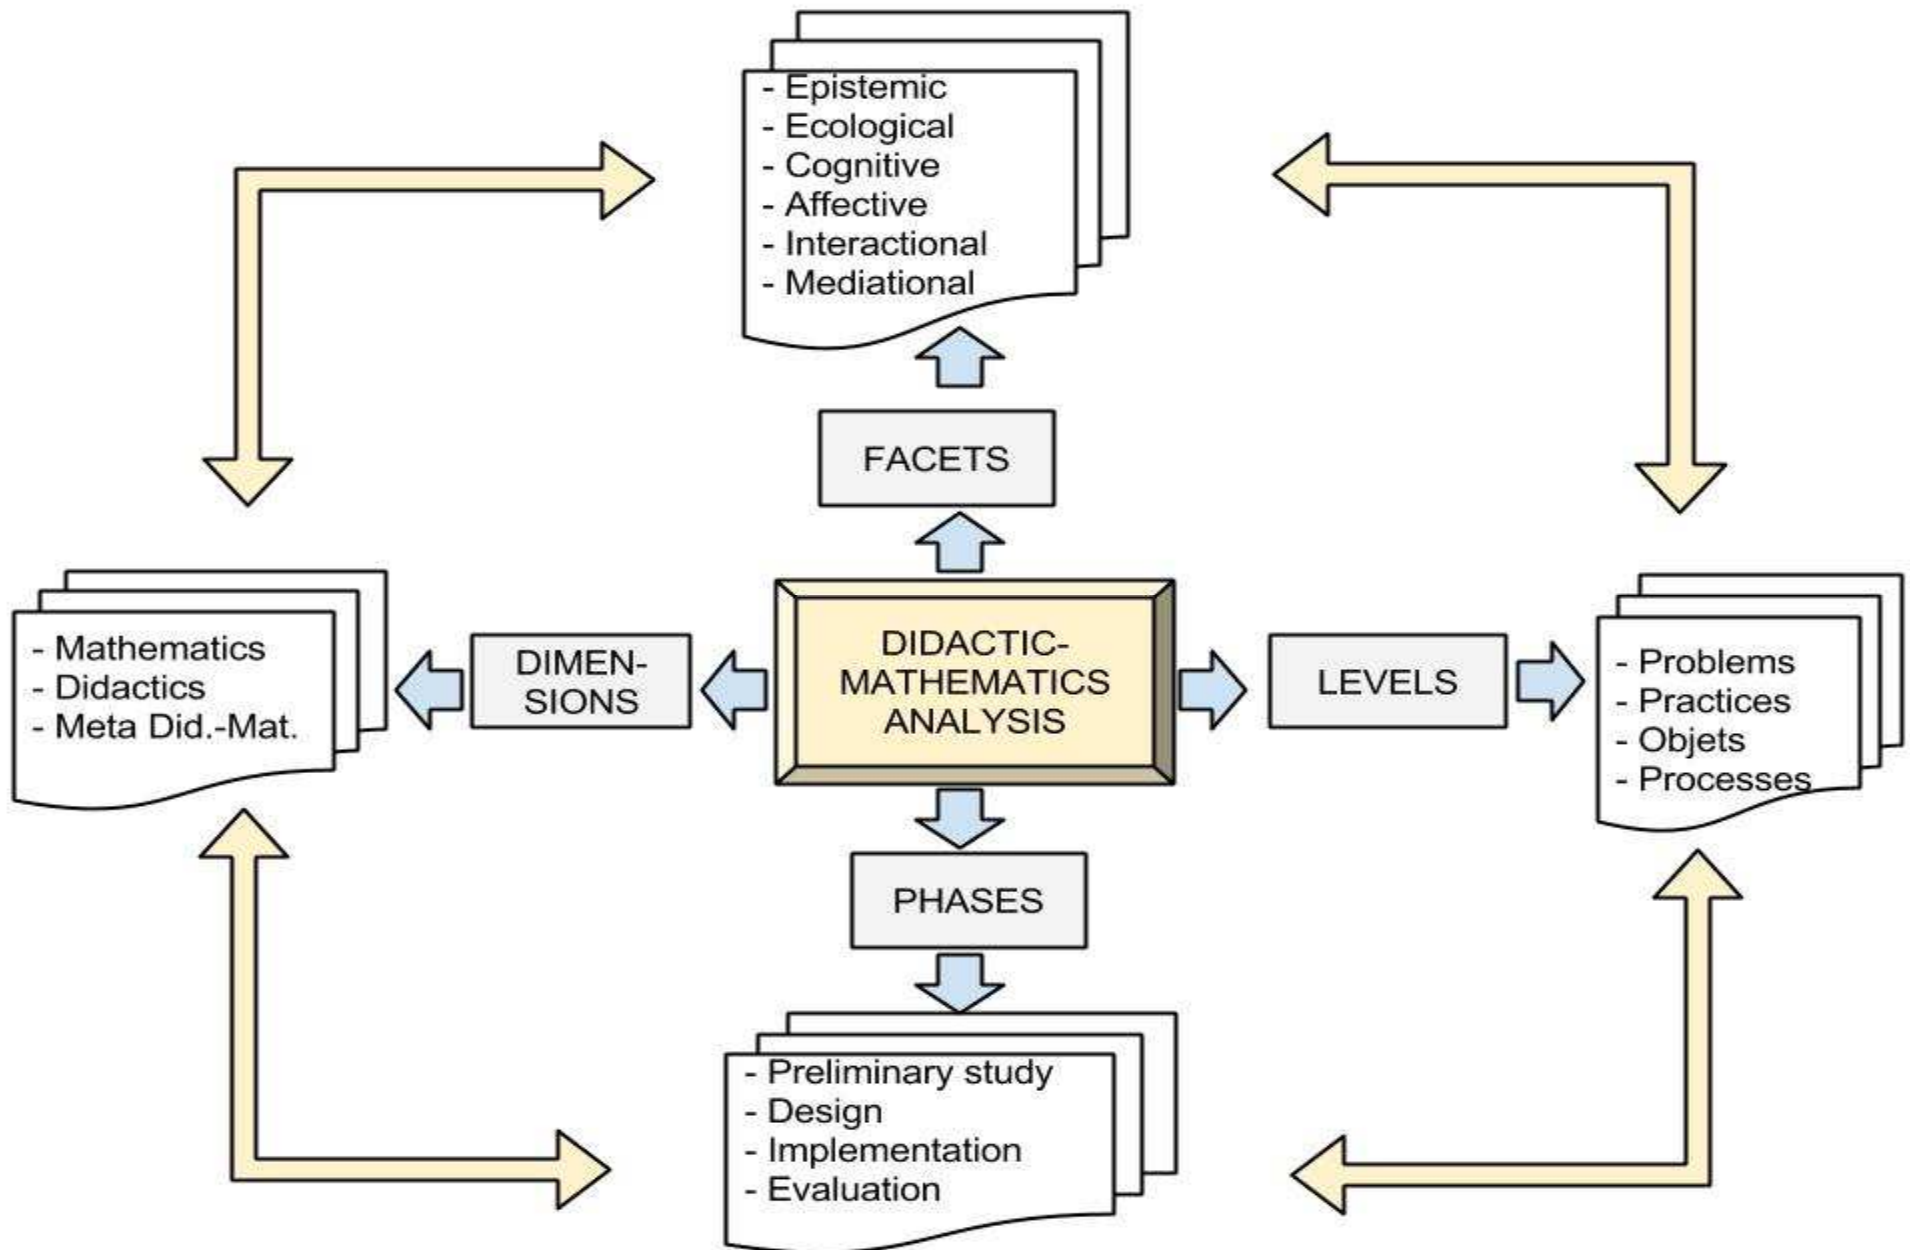 - Epistemic
- Ecological
- Cognitive
- Affective
- Interactional
- Mediational
FACETS
- Mathematics
- Didactics
- Meta Did.-Mat.
DIMEN-
SIONS
DIDACTIC-
MATHEMATICS
ANALYSIS
LEVELS
- Problems
- Practices
- Objets
- Processes
PHASES
- Preliminary study
- Design
- Implementation
- Evaluation